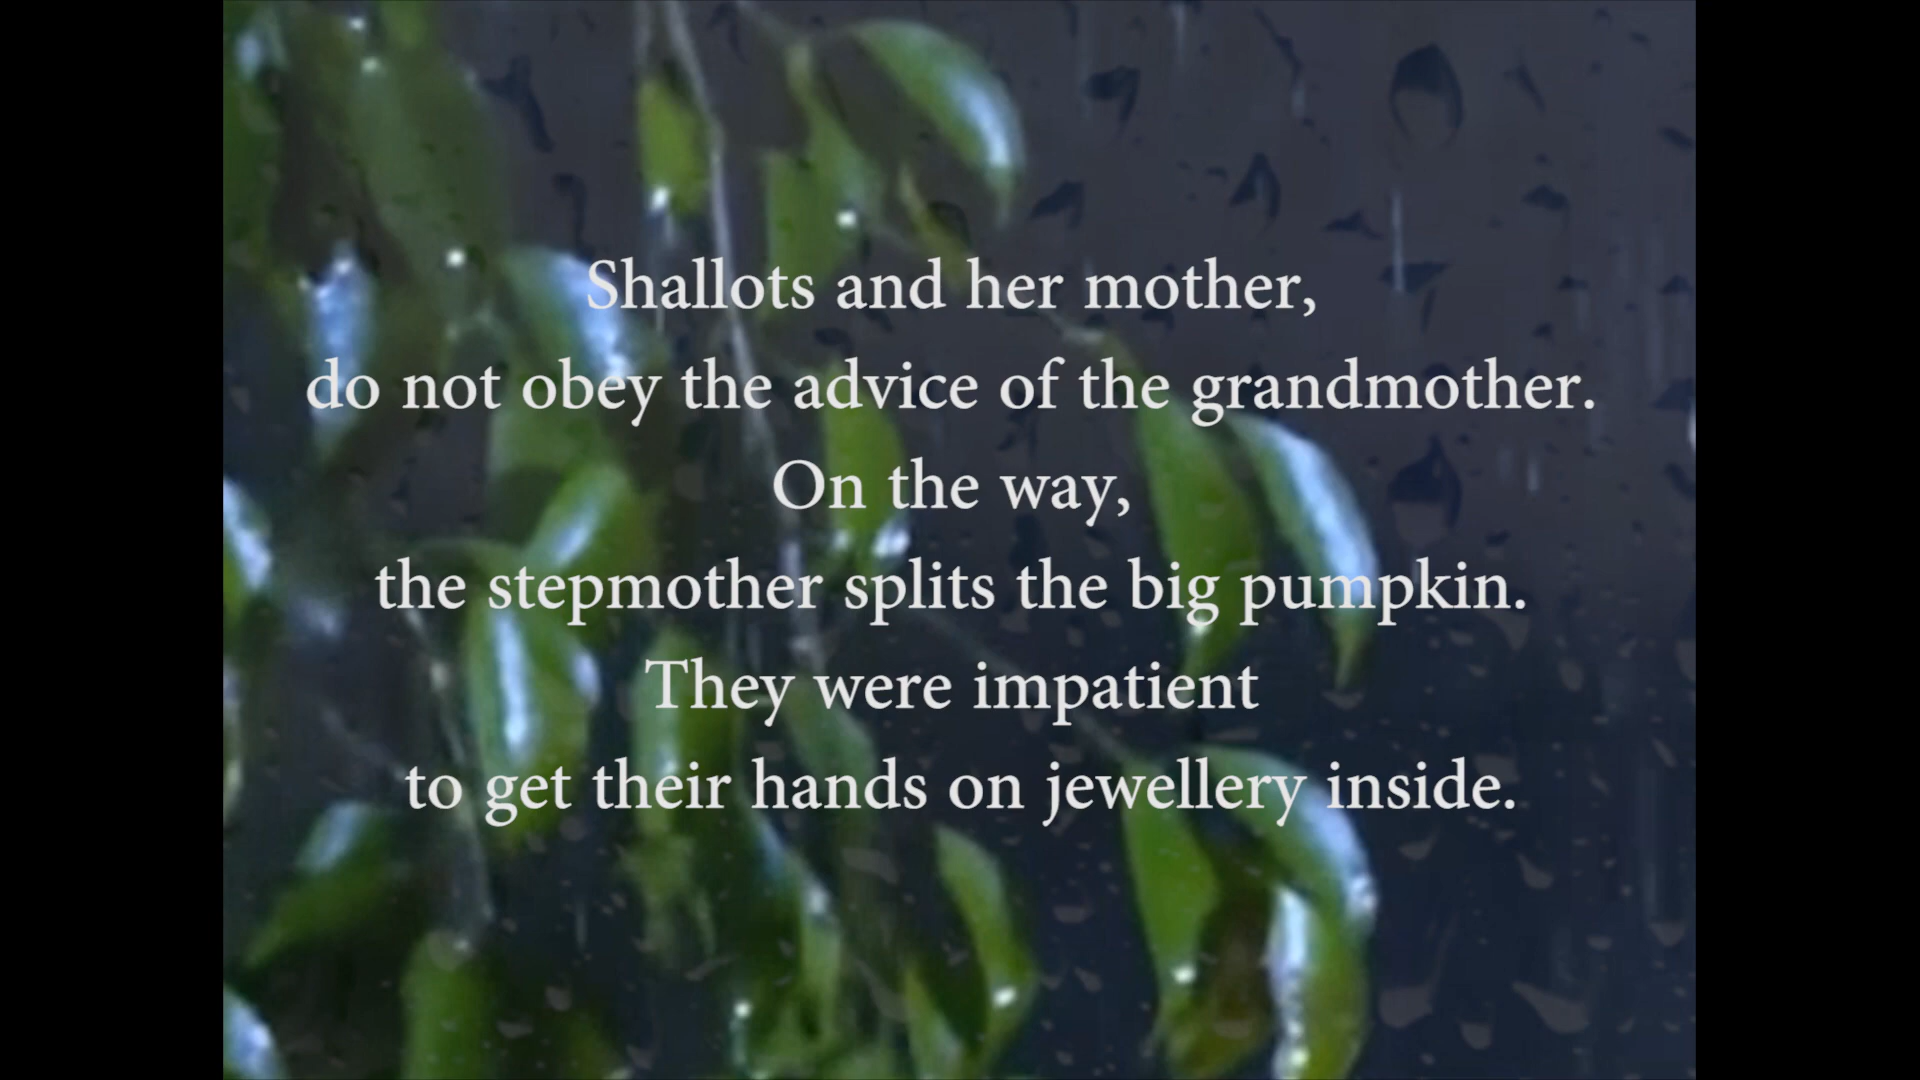 Shallots and her mother,
do not obey the advice of the grandmother.
On the way,
the stepmother splits the big pumpkin.
They were impatient
to get their hands on jewellery inside.